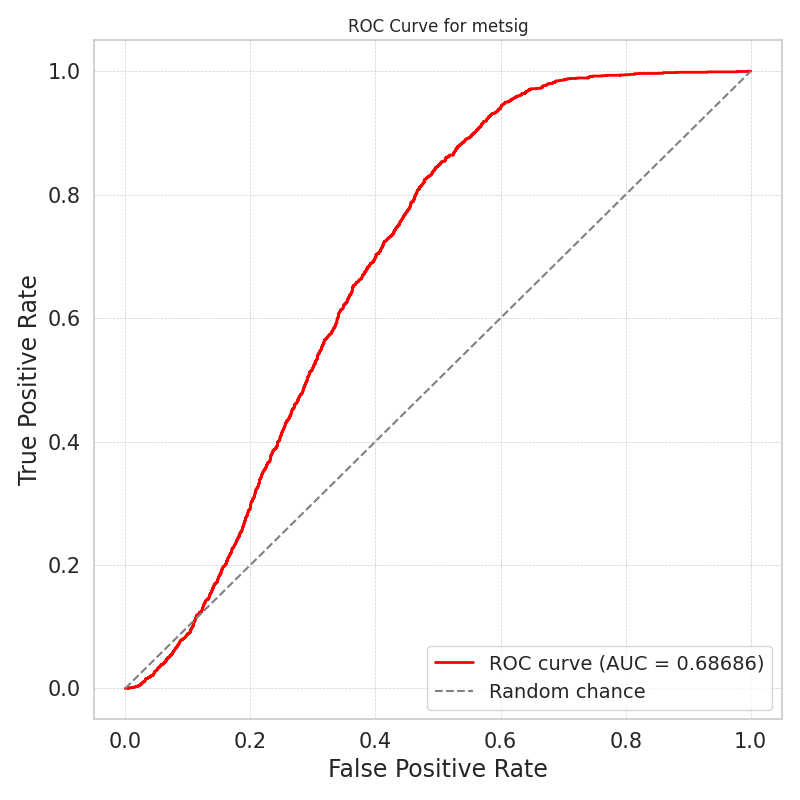 ROC Curve for metsig
1.0
0.8
0.6
0.4
0.2
0.0
True Positive Rate
ROC curve (AUC = 0.68686)
Random chance
0.0 0.2 0.4 0.6 0.8 1.0
False Positive Rate